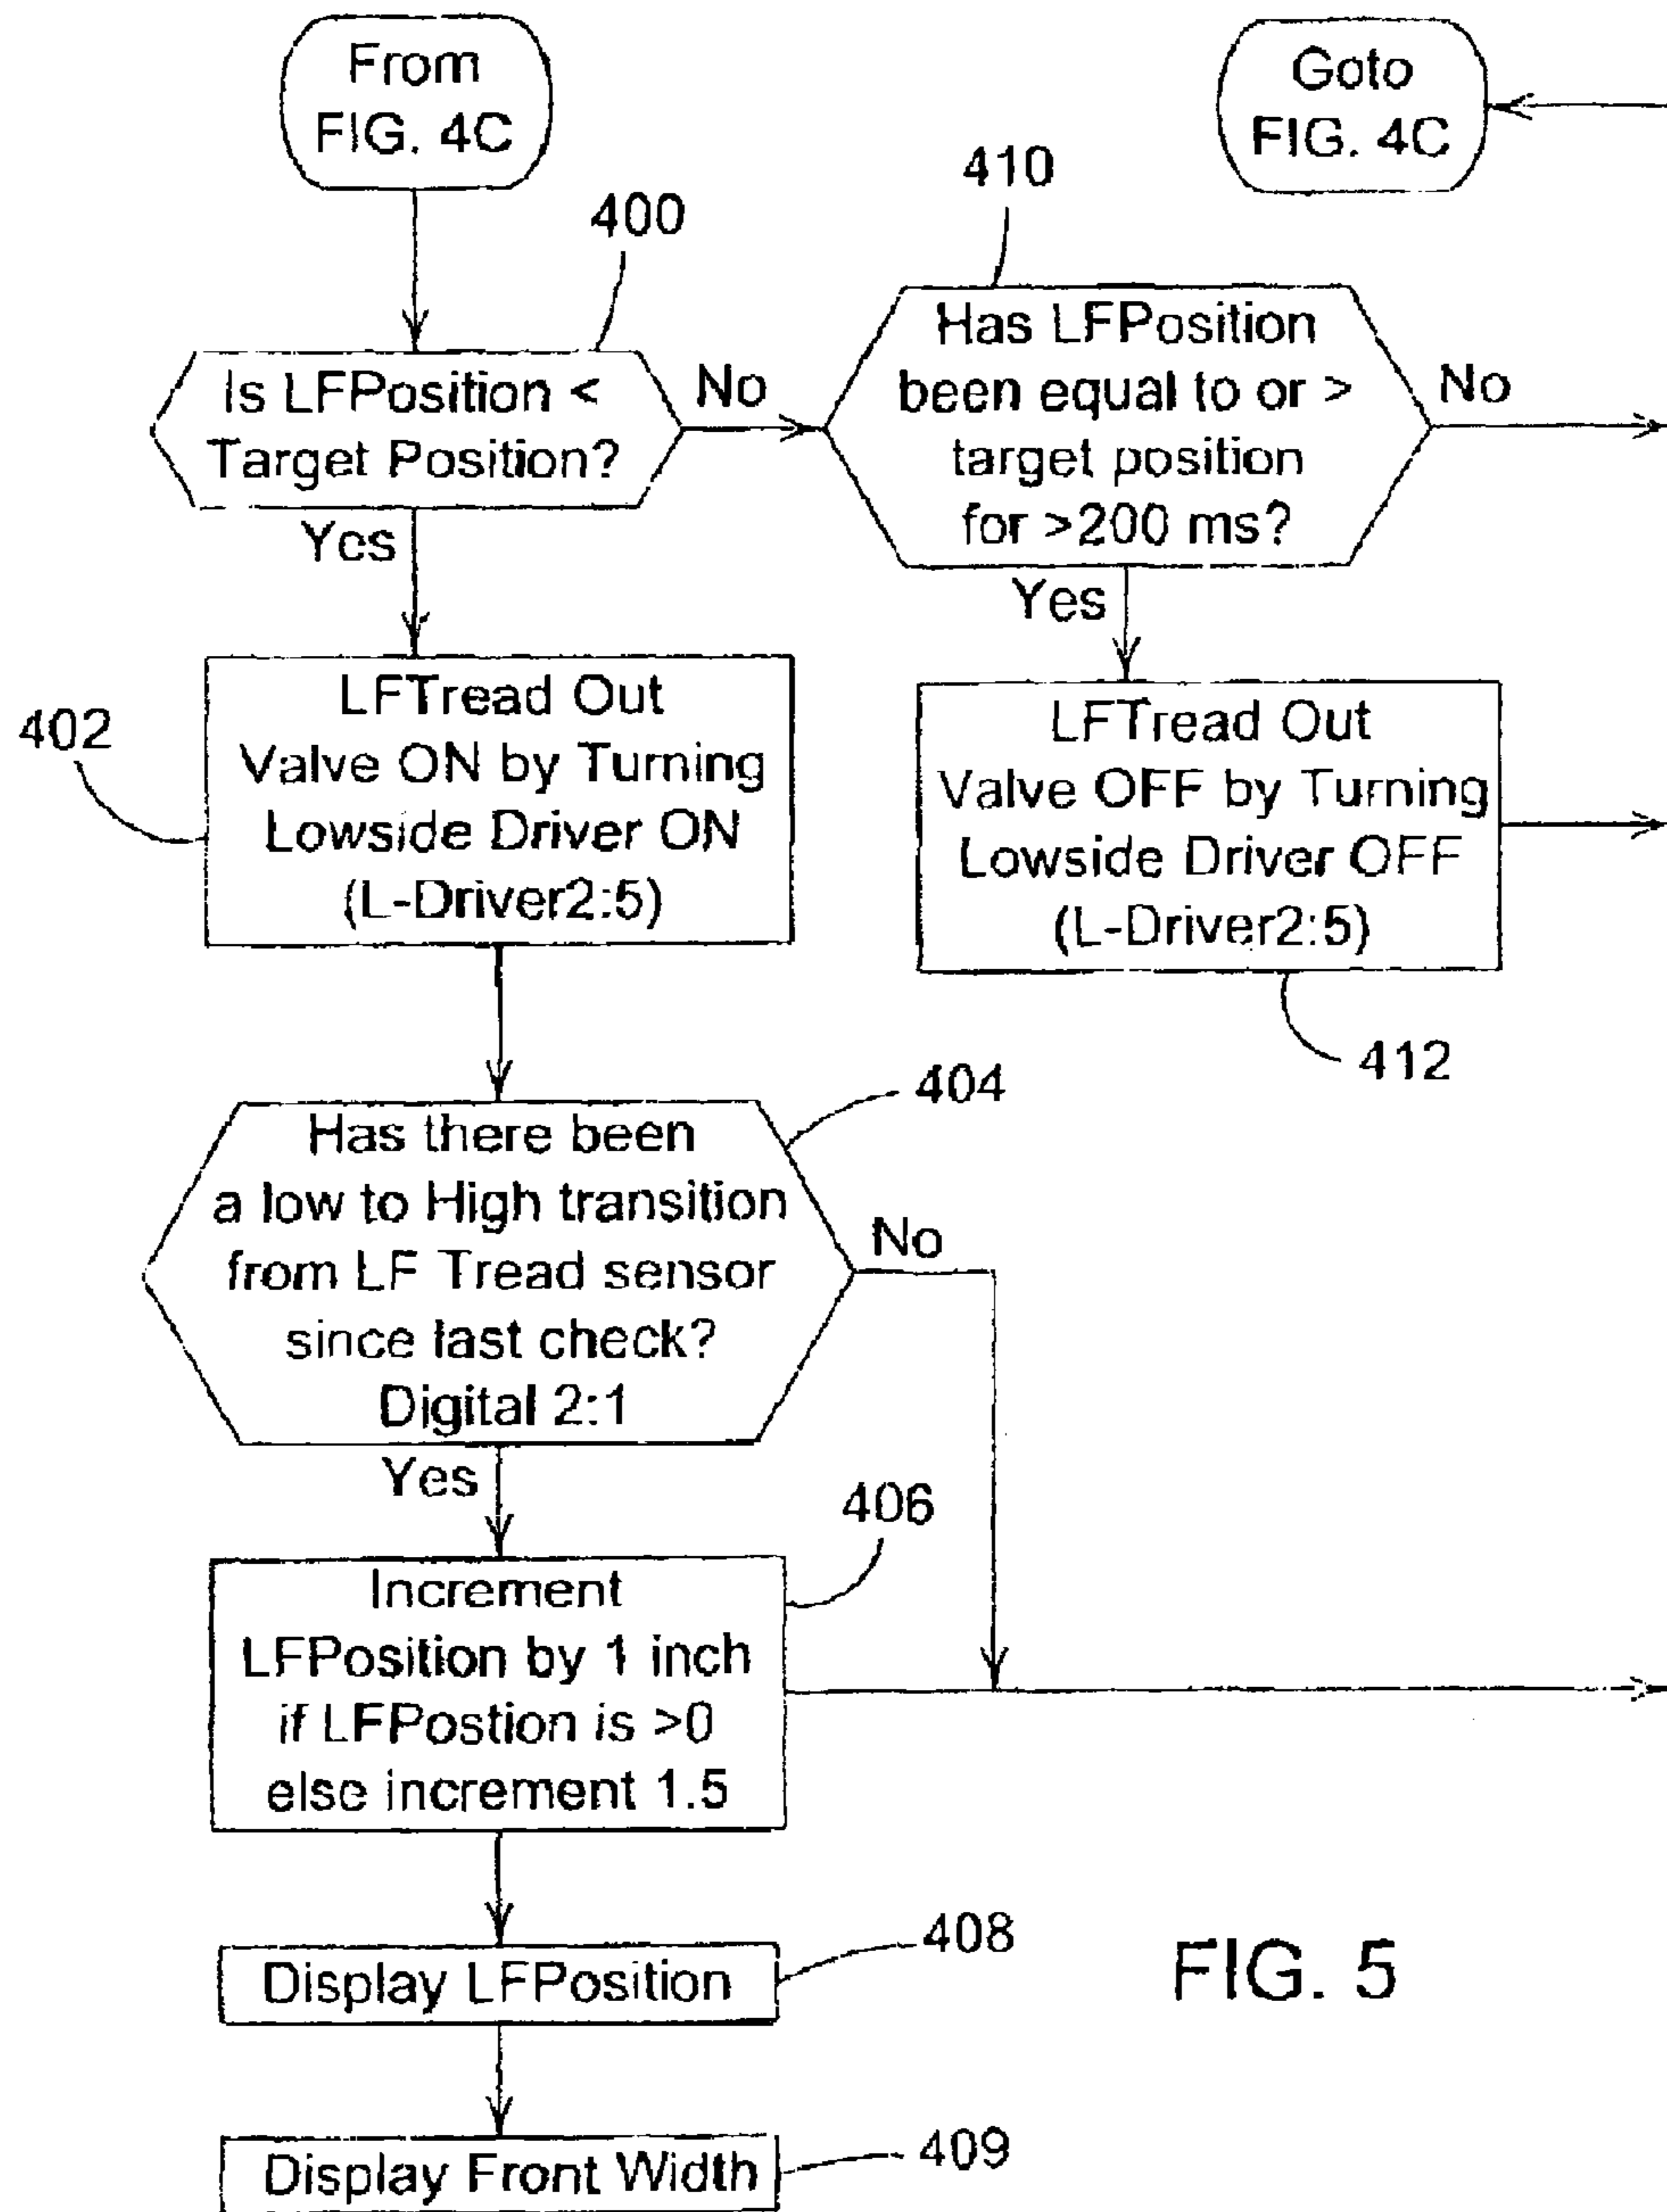 From
FIG. 4C
Goto
FIG. 4C
400
410
Is LFPosition <
Target Position?
No
Has LFPosition
been equal to or >
target position
for >200 ms?
No
Yes
Yes
402
LFTread Out
Valve ON by Turning
Lowside Driver ON
(L-Driver2:5)
LFTread Out
Valve OFF by Turning
Lowside Driver OFF
(L-Driver2:5)
412
404
Has there been
a low to High transition
from LF Tread sensor
since last check?
Digital 2:1
No
Yes
406
Increment
LFPosition by 1 inch
if LFPostion is >0
else increment 1.5
408
Display LFPosition
FIG. 5
409
Display Front Width